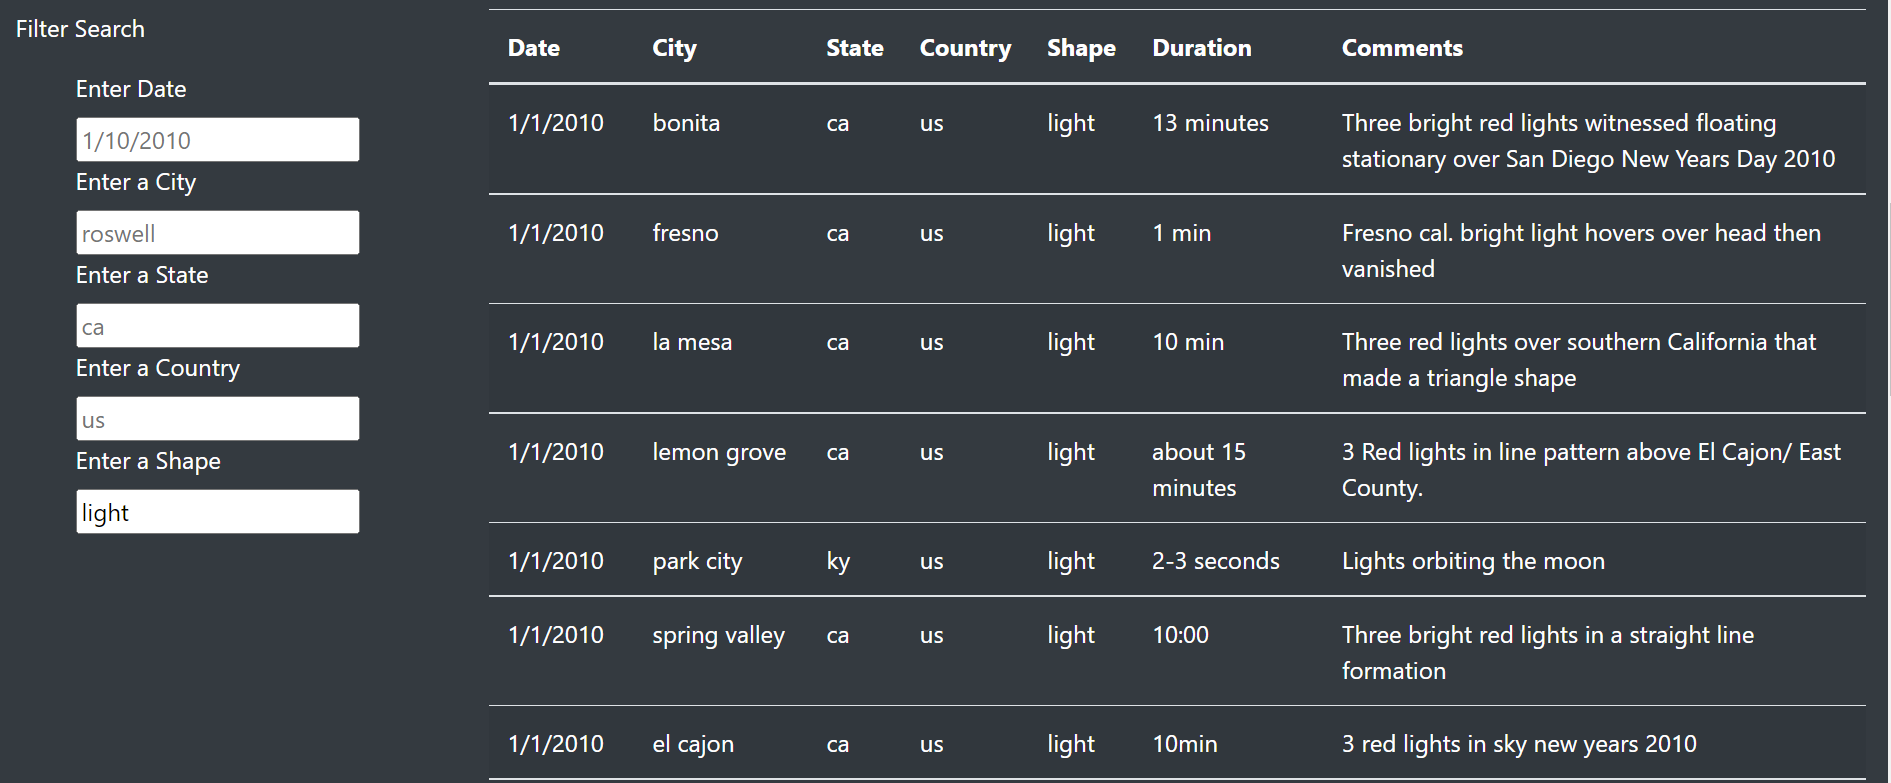 Filter Search
Enter Date
1/10/2010
Enter a City
roswell
Enter a State
ca
Enter a Country
us
Enter a Shape
light
Date City State Country Shape Duration Comments
1/1/2010 bonita ca us light 13 minutes Three bright red lights witnessed floating
stationary over San Diego New Years Day 2010
1/1/2010 fresno ca us light 1 min Fresno cal. bright light hovers over head then
vanished
1/1/2010 la mesa ca us light 10 min Three red lights over southern California that
made a triangle shape
1/1/2010 lemon grove ca us light about 15 3 Red lights in line pattern above El Cajon/ East
minutes County.
1/1/2010 park city ky us light 2-3 seconds Lights orbiting the moon
1/1/2010 spring valley ca us light 10:00 Three bright red lights in a straight line
formation
1/1/2010 el cajon ca us light 10min 3 red lights in sky new years 2010